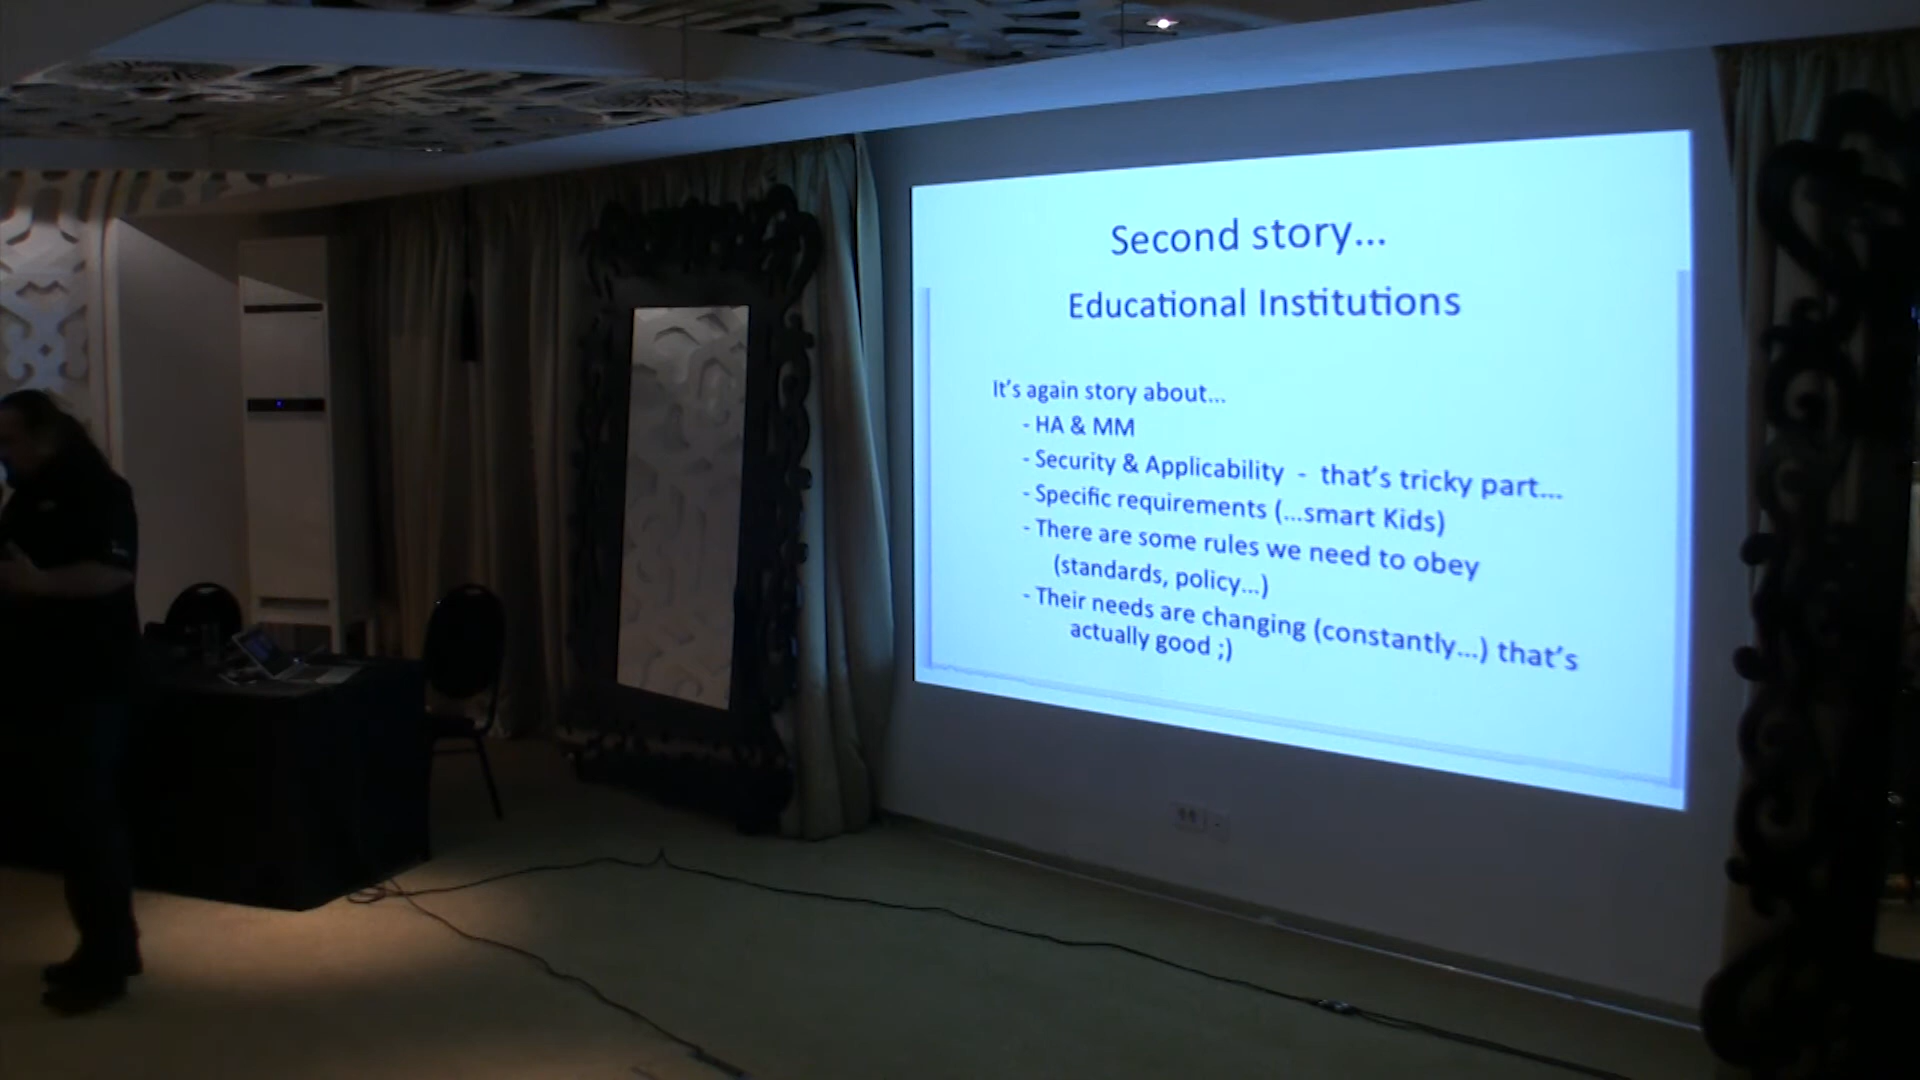 Second story...
Educational Institutions
It's again story about...
- HA & MM
- Security & Applicability - that's tricky part...
- Specific requirements (...smart Kids)
- There are some rules we need to obey
(standards, policy...)
- Their needs are changing (constantly...) that's
actually good ;)